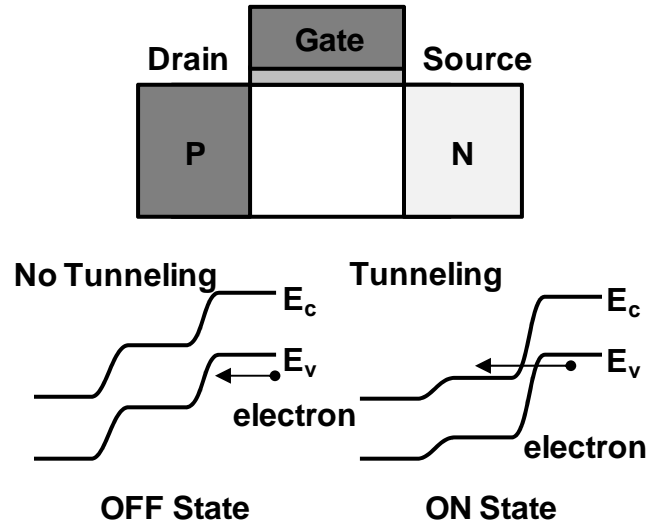 Gate
Drain
Source
P
N
No Tunneling
Tunneling
Ec
Ec
Ev
Ev
electron
electron
OFF State
ON State